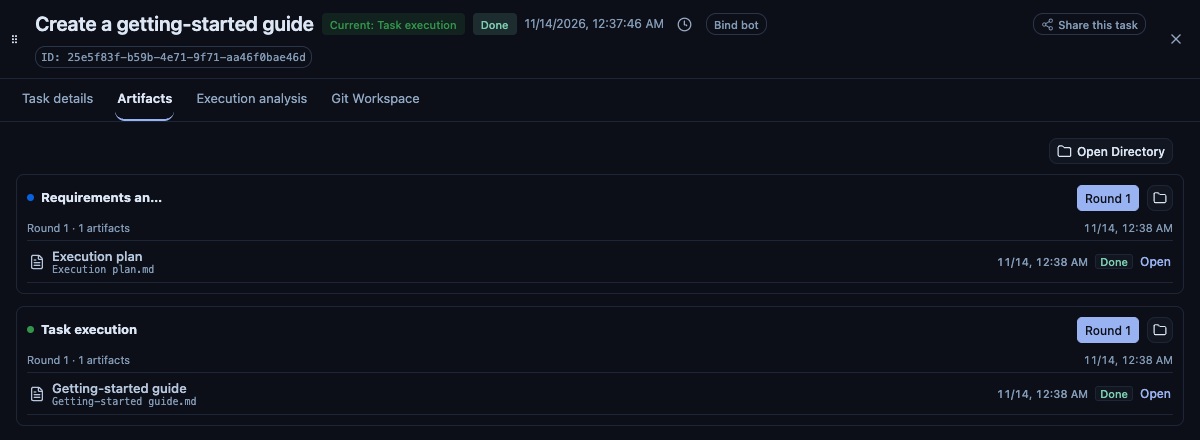 Create a getting-started guide Current: Task execution Done 11/14/2026, 12:37:46 AM Bind bot Share this task
ID: 25e5f83f-b59b-4e71-9f71-aa46f0bae46d
Task details Artifacts Execution analysis Git Workspace
Open Directory
Requirements an... Round 1
Round 1 · 1 artifacts 11/14, 12:38 AM
Execution plan
Execution plan.md
11/14, 12:38 AM Done Open
Task execution Round 1
Round 1 · 1 artifacts 11/14, 12:38 AM
Getting-started guide
Getting-started guide.md
11/14, 12:38 AM Done Open